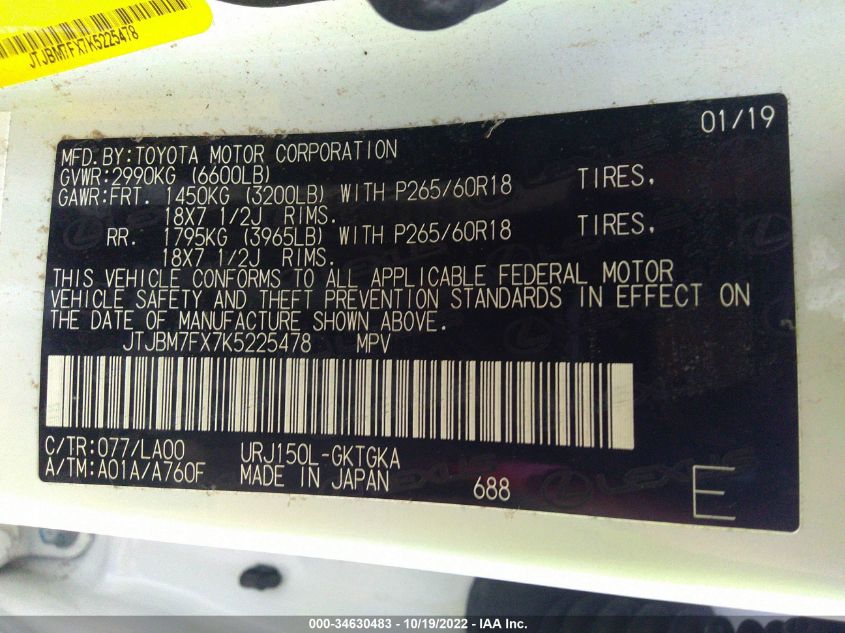 JTJBM7FX7K5225478
01/19
MFD.BY:TOYOTA MOTOR CORPORATION
GVWR:2990KG (6600LB)
GAWR:FRT. 1450KG (3200LB) WITH P265/60R18 TIRES,
18X7 1/2J RIMS.
RR. 1795KG (3965LB) WITH P265/60R18 TIRES,
18X7 1/2J RIMS.
THIS VEHICLE CONFORMS TO ALL APPLICABLE FEDERAL MOTOR
VEHICLE SAFETY AND THEFT PREVENTION STANDARDS IN EFFECT ON
THE DATE OF MANUFACTURE SHOWN ABOVE.
JTJBM7FX7K5225478 MPV
C/TR:077/LA00 URJ150L-GKTGKA
A/TM:A01A/A760F MADE IN JAPAN 688 E
LEXUS
000-34630483 - 10/19/2022 - IAA Inc.